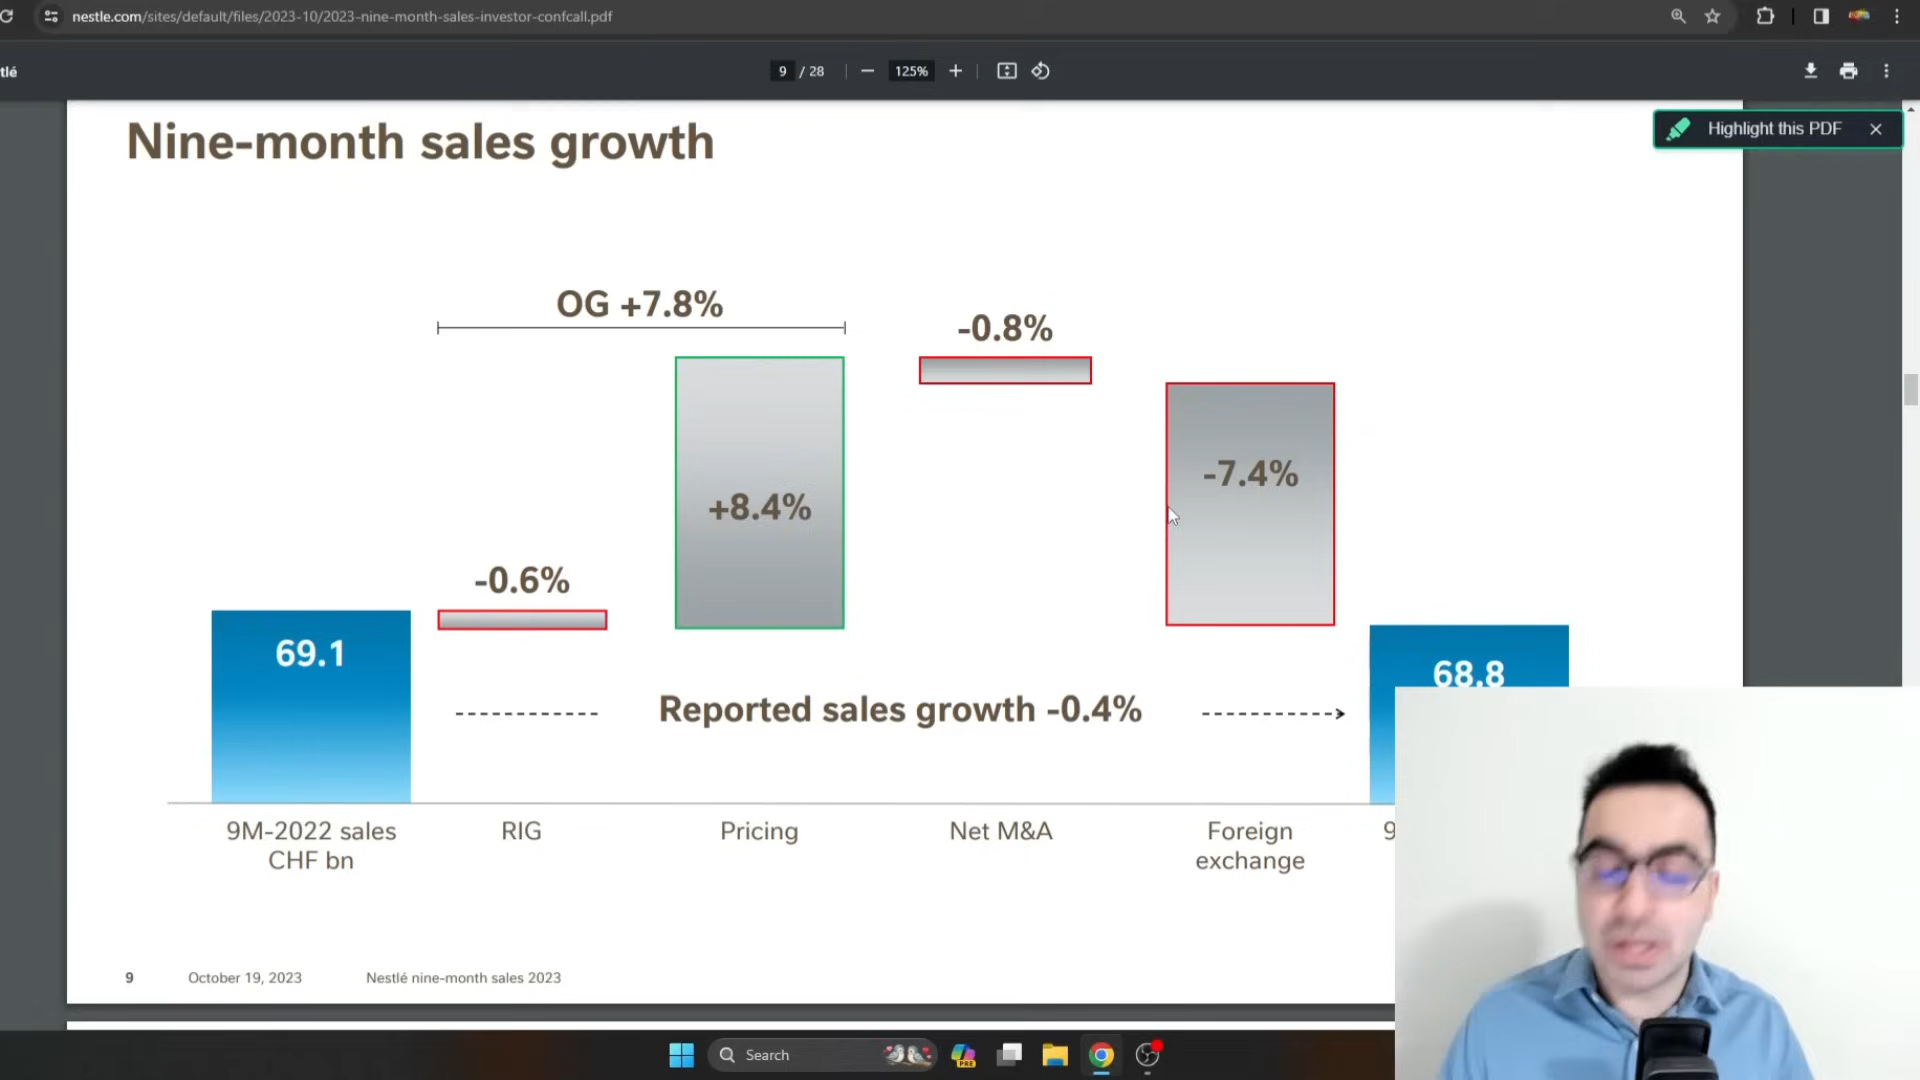 nestle.com/sites/default/files/2023-10/2023-nine-month-sales-investor-confcall.pdf
tlé
9 / 28
125%
Highlight this PDF
Nine-month sales growth
OG +7.8%
-0.8%
-7.4%
+8.4%
-0.6%
69.1
68.8
Reported sales growth -0.4%
9M-2022 sales
CHF bn
RIG
Pricing
Net M&A
Foreign
exchange
9
9
October 19, 2023
Nestlé nine-month sales 2023
Search
PRE